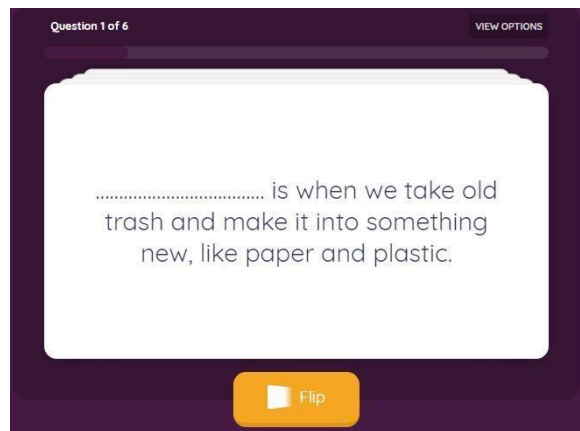 Question 1 of 6
VIEW OPTIONS
.................................... is when we take old
trash and make it into something
new, like paper and plastic.
Flip